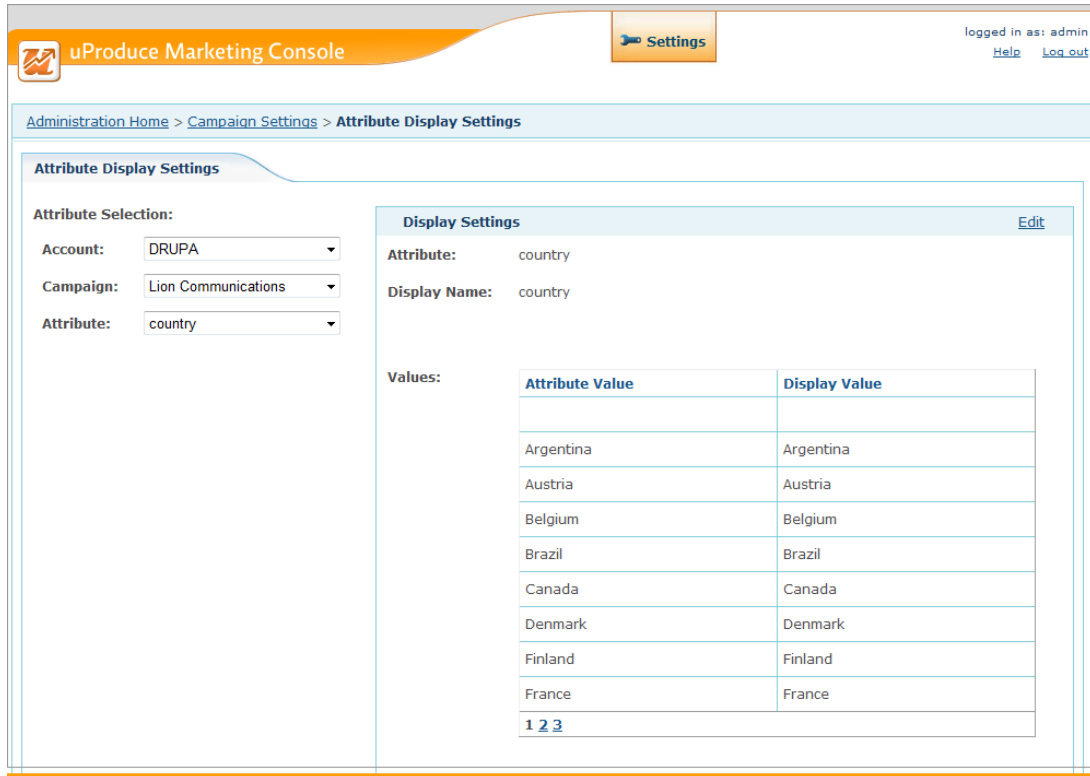 uProduce Marketing Console
Settings
logged in as: admin
Help Log out
Administration Home > Campaign Settings > Attribute Display Settings
Attribute Display Settings
Attribute Selection:
Account: DRUPA
Campaign: Lion Communications
Attribute: country
Display Settings Edit
Attribute: country
Display Name: country
Values:
Attribute Value Display Value
Argentina Argentina
Austria Austria
Belgium Belgium
Brazil Brazil
Canada Canada
Denmark Denmark
Finland Finland
France France
1 2 3